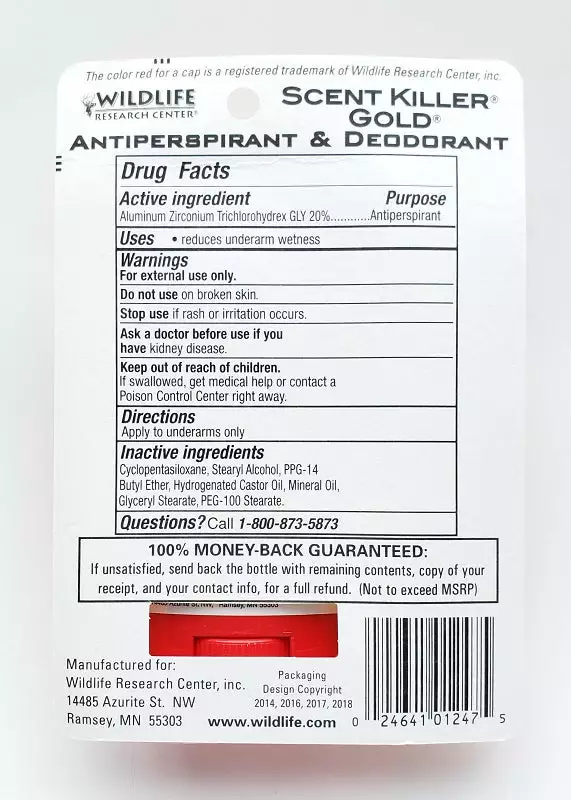 The color red for a cap is a registered trademark of Wildlife Research Center, inc.
WILDLIFE
RESEARCH CENTER®
SCENT KILLER®
GOLD®
ANTIPERSPIRANT & DEODORANT
Drug Facts
Active ingredient Purpose
Aluminum Zirconium Trichlorohydrex GLY 20%............Antiperspirant
Uses • reduces underarm wetness
Warnings
For external use only.
Do not use on broken skin.
Stop use if rash or irritation occurs.
Ask a doctor before use if you
have kidney disease.
Keep out of reach of children.
If swallowed, get medical help or contact a
Poison Control Center right away.
Directions
Apply to underarms only
Inactive ingredients
Cyclopentasiloxane, Stearyl Alcohol, PPG-14
Butyl Ether, Hydrogenated Castor Oil, Mineral Oil,
Glyceryl Stearate, PEG-100 Stearate.
Questions? Call 1-800-873-5873
100% MONEY-BACK GUARANTEED:
If unsatisfied, send back the bottle with remaining contents, copy of your
receipt, and your contact info, for a full refund. (Not to exceed MSRP)
Azurite St. NW, Ramsey, MN 55303
Manufactured for:
Wildlife Research Center, inc.
14485 Azurite St. NW
Ramsey, MN 55303
Packaging
Design Copyright
2014, 2016, 2017, 2018
www.wildlife.com
0 24641 01247 5